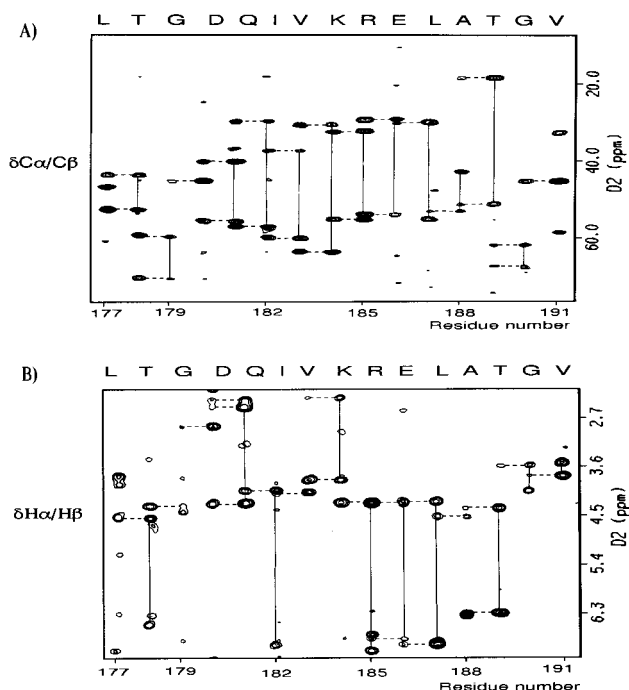 A)
L T G D Q I V K R E L A T G V
δCα/Cβ
20.0
40.0
60.0
D2 (ppm)
177 179 182 185 188 191
Residue number
B)
L T G D Q I V K R E L A T G V
δHα/Hβ
2.7
3.6
4.5
5.4
6.3
D2 (ppm)
177 179 182 185 188 191
Residue number